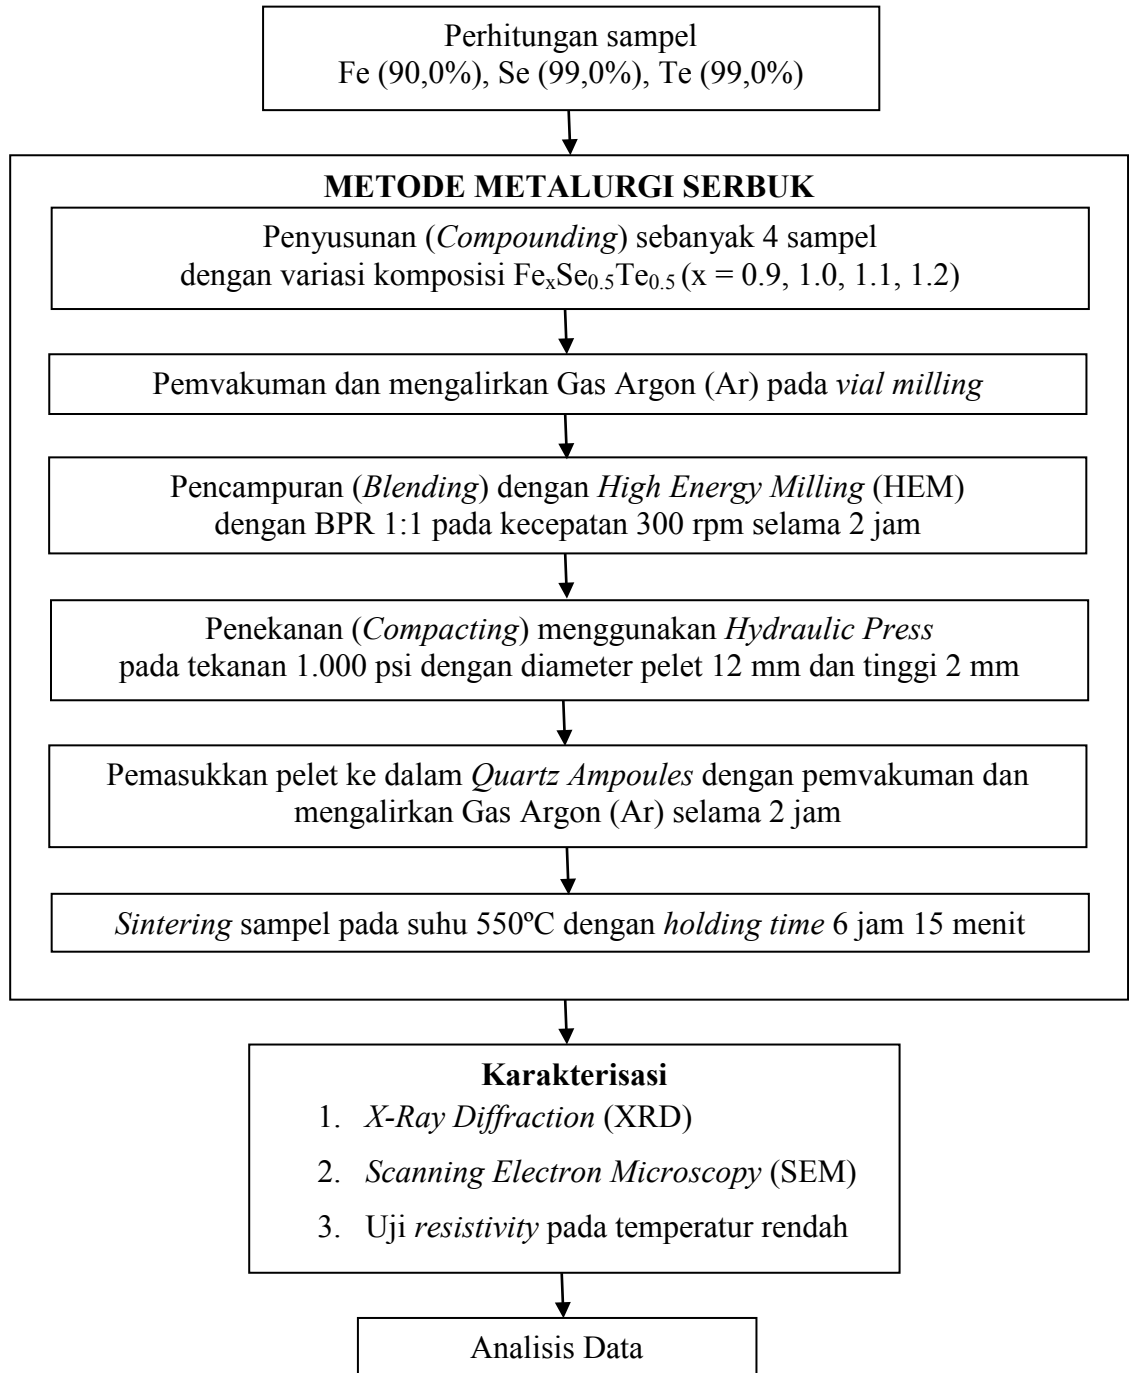 Perhitungan sampel
Fe (90,0%), Se (99,0%), Te (99,0%)
METODE METALURGI SERBUK
Penyusunan (Compounding) sebanyak 4 sampel
dengan variasi komposisi FexSe0.5Te0.5 (x = 0.9, 1.0, 1.1, 1.2)
Pemvakuman dan mengalirkan Gas Argon (Ar) pada vial milling
Pencampuran (Blending) dengan High Energy Milling (HEM)
dengan BPR 1:1 pada kecepatan 300 rpm selama 2 jam
Penekanan (Compacting) menggunakan Hydraulic Press
pada tekanan 1.000 psi dengan diameter pelet 12 mm dan tinggi 2 mm
Pemasukkan pelet ke dalam Quartz Ampoules dengan pemvakuman dan
mengalirkan Gas Argon (Ar) selama 2 jam
Sintering sampel pada suhu 550ºC dengan holding time 6 jam 15 menit
Karakterisasi
1. X-Ray Diffraction (XRD)
2. Scanning Electron Microscopy (SEM)
3. Uji resistivity pada temperatur rendah
Analisis Data